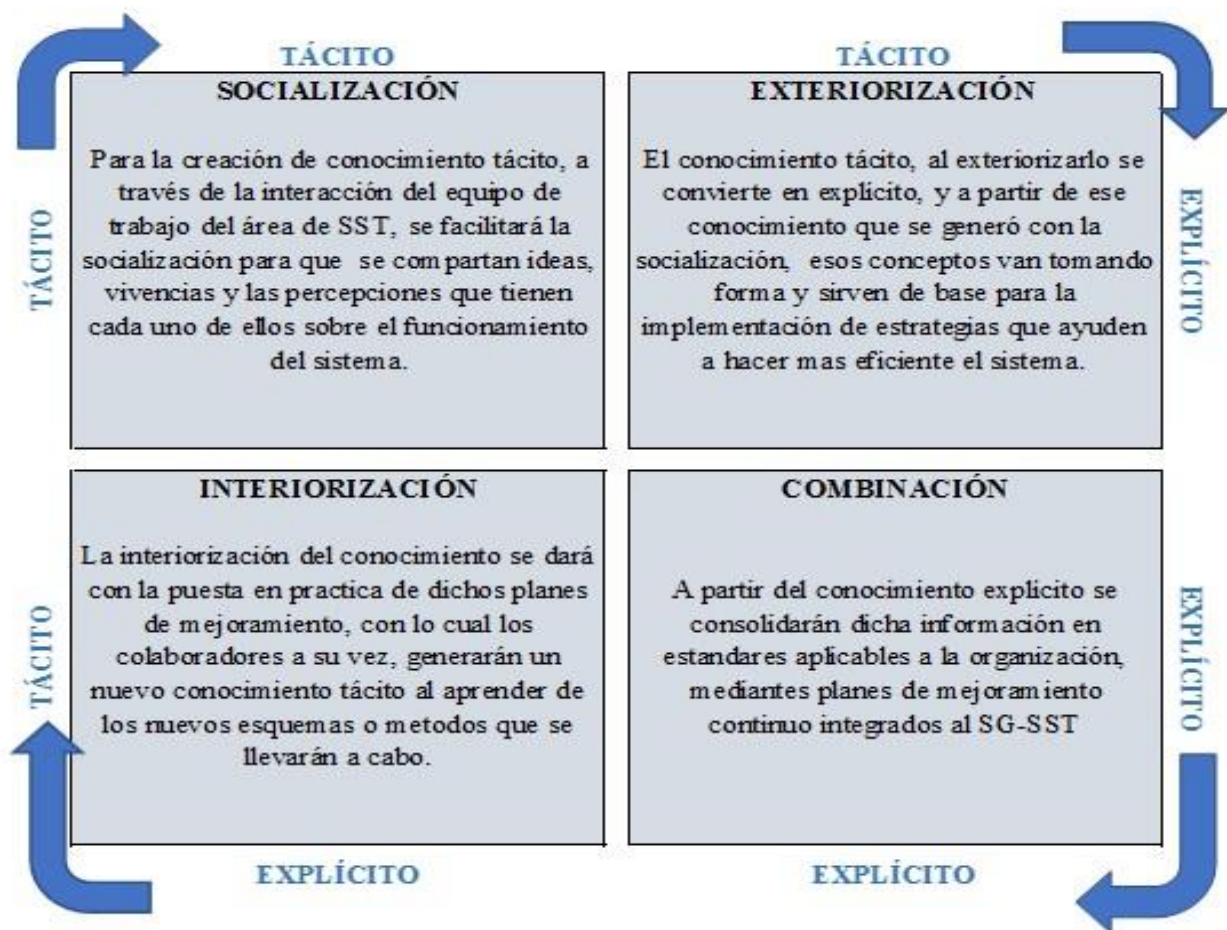 TÁCITO
TÁCITO
TÁCITO
SOCIALIZACIÓN
Para la creación de conocimiento tácito, a
través de la interacción del equipo de
trabajo del área de SST, se facilitará la
socialización para que se compartan ideas,
vivencias y las percepciones que tienen
cada uno de ellos sobre el funcionamiento
del sistema.
EXTERIORIZACIÓN
El conocimiento tácito, al exteriorizarlo se
convierte en explícito, y a partir de ese
conocimiento que se generó con la
socialización, esos conceptos van tomando
forma y sirven de base para la
implementación de estrategias que ayuden
a hacer mas eficiente el sistema.
EXPLÍCITO
TÁCITO
INTERIORIZACIÓN
La interiorización del conocimiento se dará
con la puesta en practica de dichos planes
de mejoramiento, con lo cual los
colaboradores a su vez, generarán un
nuevo conocimiento tácito al aprender de
los nuevos esquemas o metodos que se
llevarán a cabo.
COMBINACIÓN
A partir del conocimiento explícito se
consolidarán dicha información en
estandares aplicables a la organización,
mediantes planes de mejoramiento
continuo integrados al SG-SST
EXPLÍCITO
EXPLÍCITO
EXPLÍCITO